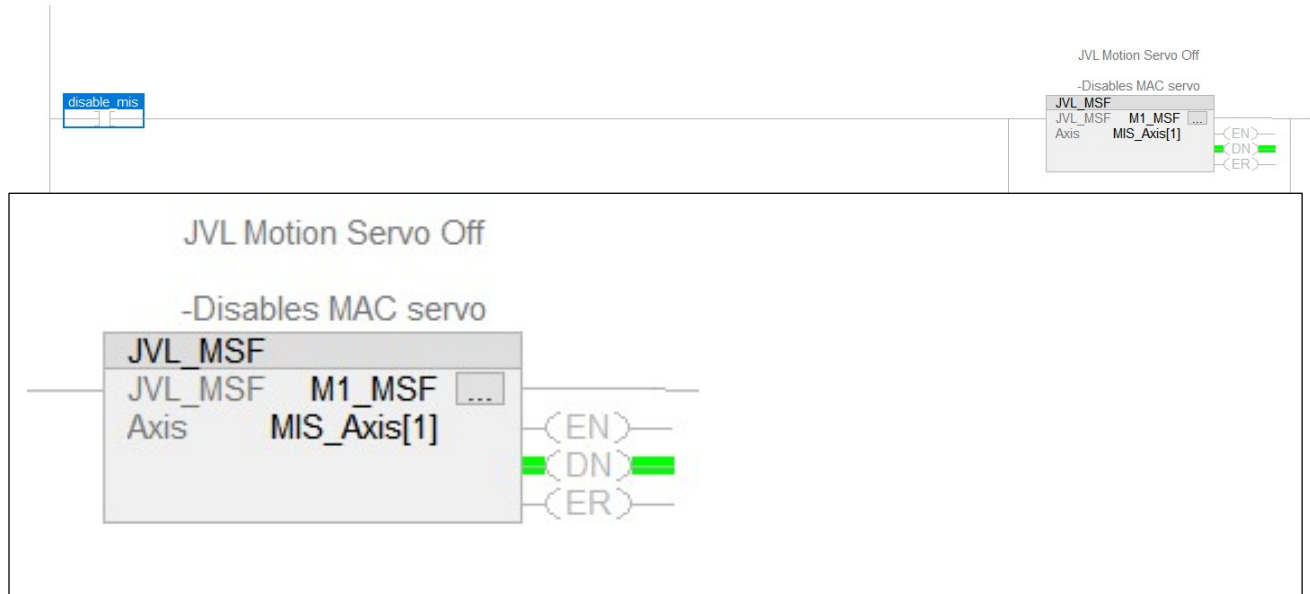 JVL Motion Servo Off
-Disables MAC servo
disable_mis
JVL_MSF
JVL_MSF M1_MSF ...
Axis MIS_Axis[1]
EN
DN
ER
JVL Motion Servo Off
-Disables MAC servo
JVL_MSF
JVL_MSF M1_MSF ...
Axis MIS_Axis[1]
EN
DN
ER